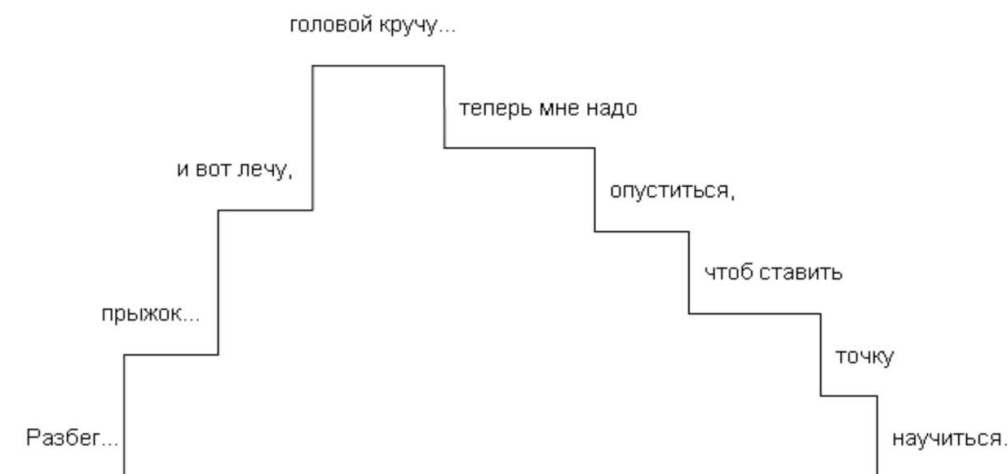 Разбег...
прыжок...
и вот лечу,
головой кручу...
теперь мне надо
опуститься,
чтоб ставить
точку
научиться.